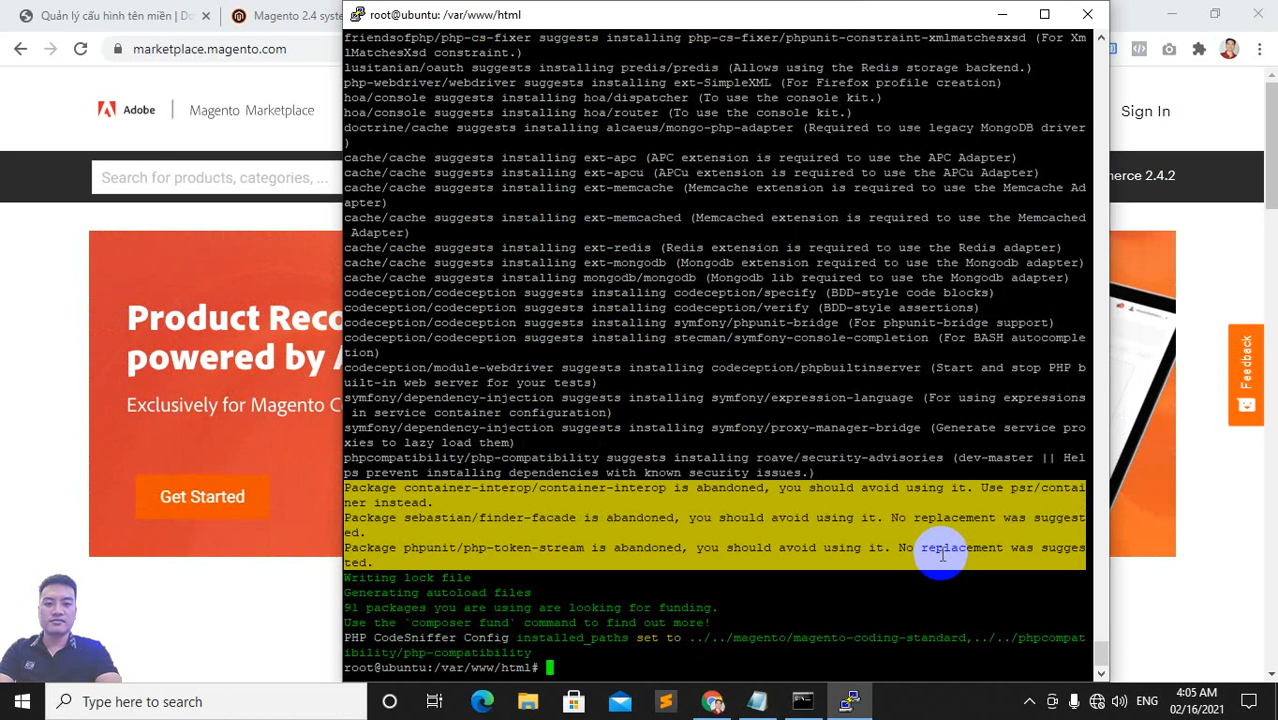 Quản lý cấu hình tên miền | Do
Magento 2.4 syste
root@ubuntu: /var/www/html
marketplace.magento.com
Adobe
Magento Marketplace
Sign In
Search for products, categories, ...
merce 2.4.2
Product Reco
powered by A
Exclusively for Magento C
Get Started
Feedback
friendsofphp/php-cs-fixer suggests installing php-cs-fixer/phpunit-constraint-xmlmatchesxsd (For Xm
lMatchesXsd constraint.)
lusitanian/oauth suggests installing predis/predis (Allows using the Redis storage backend.)
php-webdriver/webdriver suggests installing ext-SimpleXML (For Firefox profile creation)
hoa/console suggests installing hoa/dispatcher (To use the console kit.)
hoa/console suggests installing hoa/router (To use the console kit.)
doctrine/cache suggests installing alcaeus/mongo-php-adapter (Required to use legacy MongoDB driver
)
cache/cache suggests installing ext-apc (APC extension is required to use the APC Adapter)
cache/cache suggests installing ext-apcu (APCu extension is required to use the APCu Adapter)
cache/cache suggests installing ext-memcache (Memcache extension is required to use the Memcache Ad
apter)
cache/cache suggests installing ext-memcached (Memcached extension is required to use the Memcached
Adapter)
cache/cache suggests installing ext-redis (Redis extension is required to use the Redis adapter)
cache/cache suggests installing ext-mongodb (Mongodb extension required to use the Mongodb adapter)
cache/cache suggests installing mongodb/mongodb (Mongodb lib required to use the Mongodb adapter)
codeception/codeception suggests installing codeception/specify (BDD-style code blocks)
codeception/codeception suggests installing codeception/verify (BDD-style assertions)
codeception/codeception suggests installing symfony/phpunit-bridge (For phpunit-bridge support)
codeception/codeception suggests installing stecman/symfony-console-completion (For BASH autocomple
tion)
codeception/module-webdriver suggests installing codeception/phpbuiltinserver (Start and stop PHP b
uilt-in web server for your tests)
symfony/dependency-injection suggests installing symfony/expression-language (For using expressions
in service container configuration)
symfony/dependency-injection suggests installing symfony/proxy-manager-bridge (Generate service pro
xies to lazy load them)
phpcompatibility/php-compatibility suggests installing roave/security-advisories (dev-master || Hel
ps prevent installing dependencies with known security issues.)
Package container-interop/container-interop is abandoned, you should avoid using it. Use psr/contai
ner instead.
Package sebastian/finder-facade is abandoned, you should avoid using it. No replacement was suggest
ed.
Package phpunit/php-token-stream is abandoned, you should avoid using it. No replacement was sugges
ted.
Writing lock file
Generating autoload files
91 packages you are using are looking for funding.
Use the `composer fund` command to find out more!
PHP CodeSniffer Config installed_paths set to ../../magento/magento-coding-standard,../../phpcompat
ibility/php-compatibility
root@ubuntu:/var/www/html#
Type here to search
ENG
4:05 AM
02/16/2021